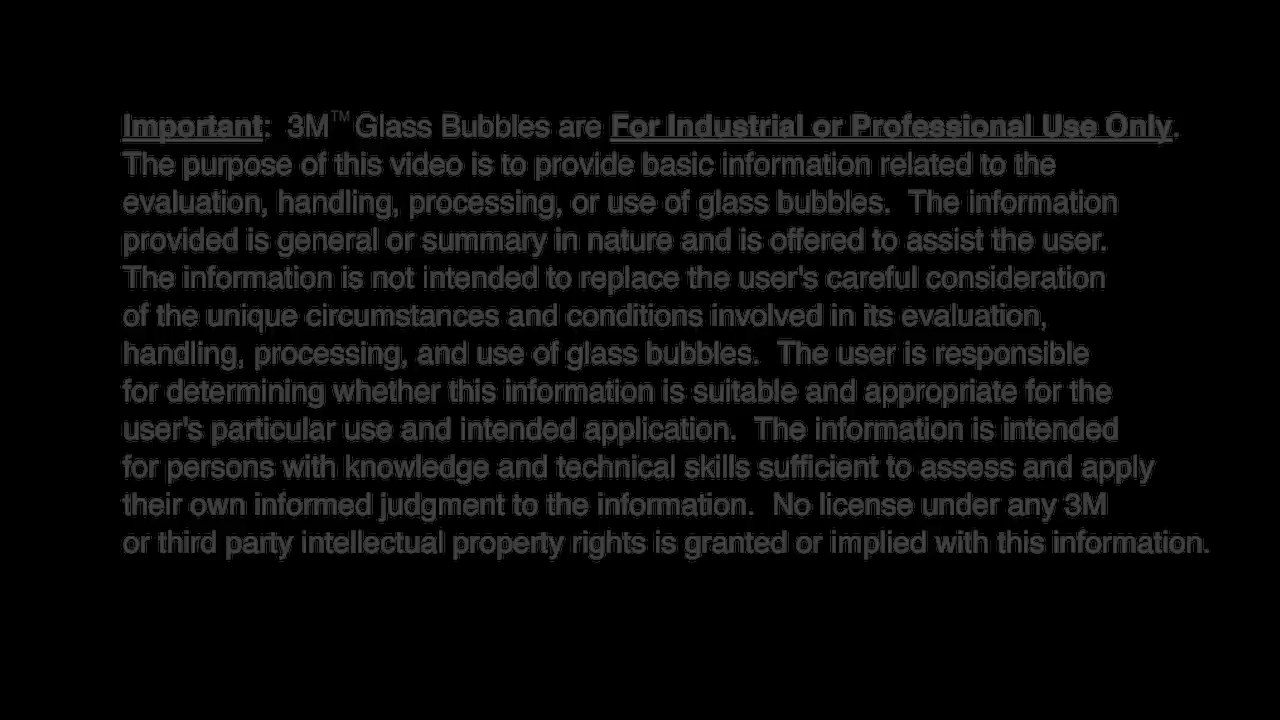 Important:  3M™ Glass Bubbles are For Industrial or Professional Use Only.
The purpose of this video is to provide basic information related to the
evaluation, handling, processing, or use of glass bubbles.  The information
provided is general or summary in nature and is offered to assist the user.
The information is not intended to replace the user's careful consideration
of the unique circumstances and conditions involved in its evaluation,
handling, processing, and use of glass bubbles.  The user is responsible
for determining whether this information is suitable and appropriate for the
user's particular use and intended application.  The information is intended
for persons with knowledge and technical skills sufficient to assess and apply
their own informed judgment to the information.  No license under any 3M
or third party intellectual property rights is granted or implied with this information.